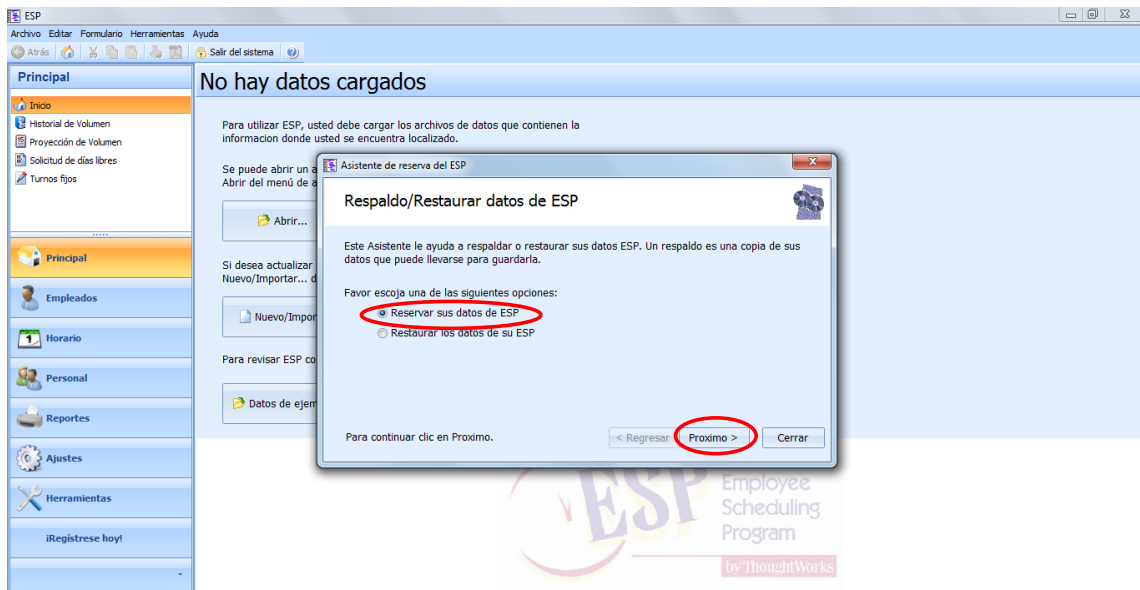 ESP
Archivo Editar Formulario Herramientas Ayuda
Atrás Salir del sistema
Principal
No hay datos cargados
Inicio
Historial de Volumen
Proyección de Volumen
Solicitud de días libres
Turnos fijos
Para utilizar ESP, usted debe cargar los archivos de datos que contienen la
informacion donde usted se encuentra localizado.
Se puede abrir un a
Abrir del menú de a
Abrir...
Si desea actualizar
Nuevo/Importar... d
Nuevo/Impor
Para revisar ESP co
Datos de ejem
Asistente de reserva del ESP
Respaldo/Restaurar datos de ESP
Este Asistente le ayuda a respaldar o restaurar sus datos ESP. Un respaldo es una copia de sus
datos que puede llevarse para guardarla.
Favor escoja una de las siguientes opciones:
Reservar sus datos de ESP
Restaurar los datos de su ESP
Para continuar clic en Proximo.
< Regresar Proximo > Cerrar
Principal
Empleados
Horario
Personal
Reportes
Ajustes
Herramientas
¡Regístrese hoy!
ESP
Employee
Scheduling
Program
by ThoughtWorks